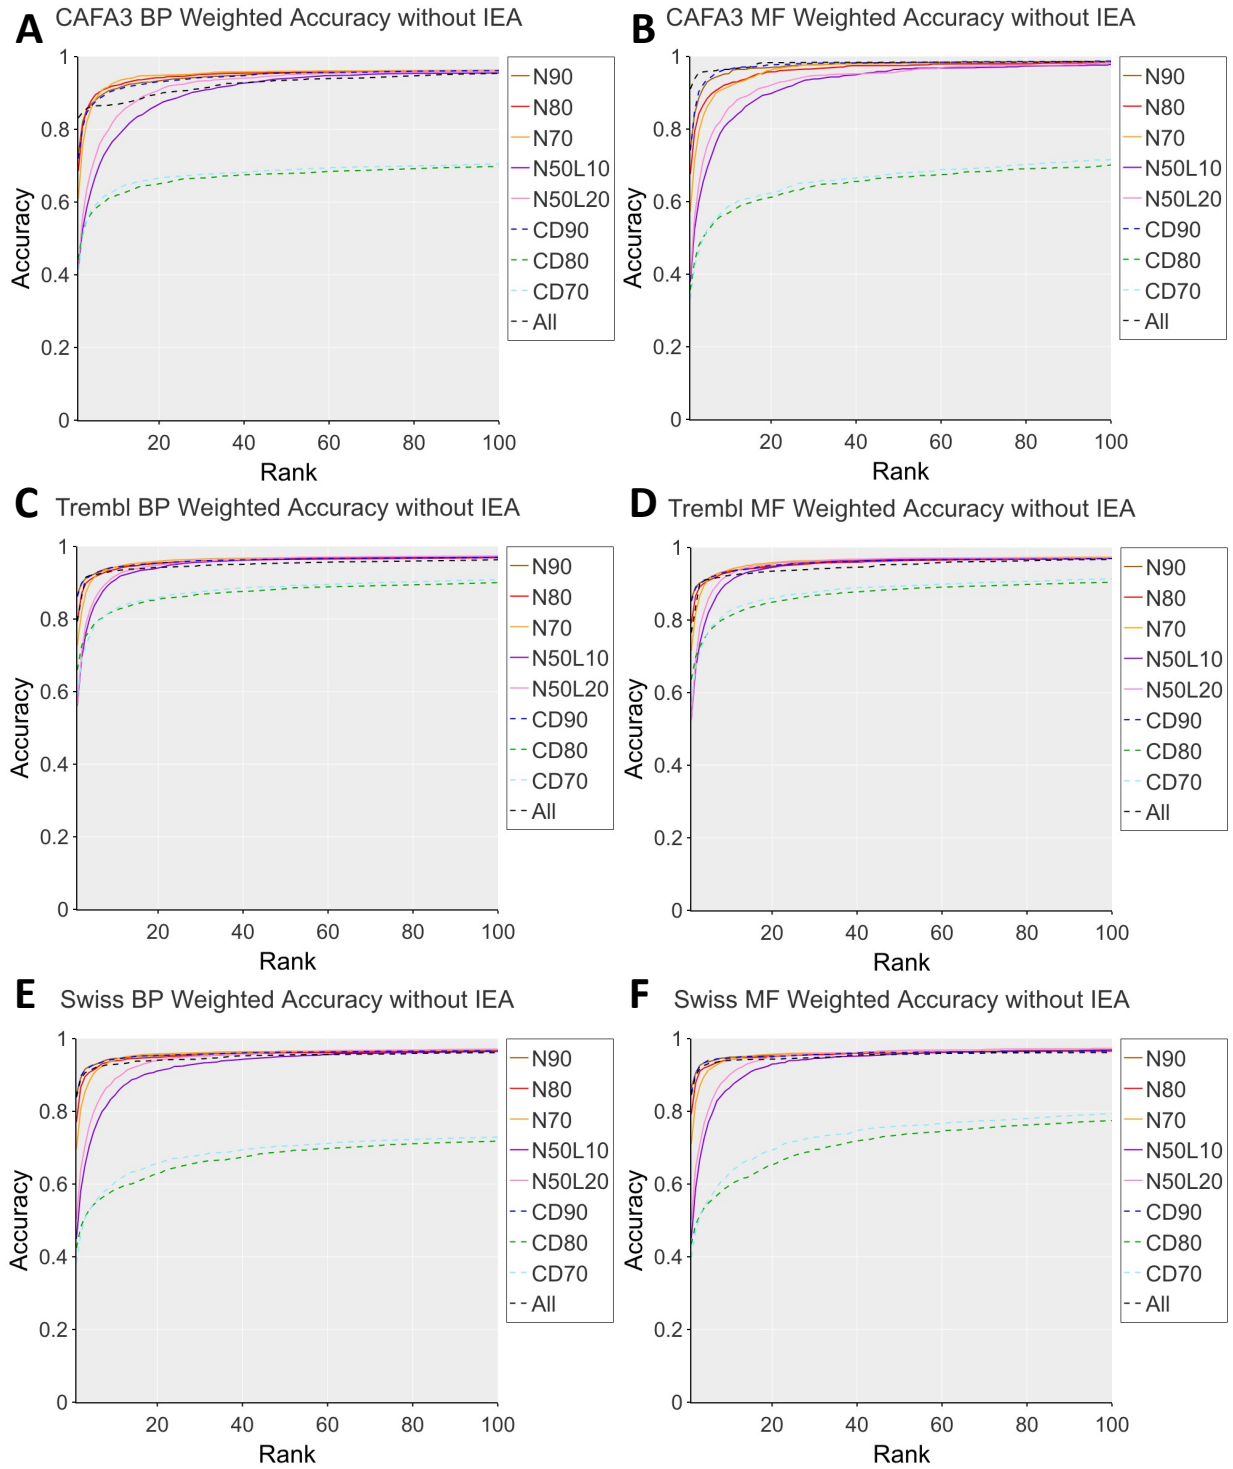 A CAFA3 BP Weighted Accuracy without IEA
1
0.8
0.6
0.4
0.2
0
20 40 60 80 100
Accuracy
Rank
N90
N80
N70
N50L10
N50L20
CD90
CD80
CD70
All
B CAFA3 MF Weighted Accuracy without IEA
1
0.8
0.6
0.4
0.2
0
20 40 60 80 100
Accuracy
Rank
N90
N80
N70
N50L10
N50L20
CD90
CD80
CD70
All
C Trembl BP Weighted Accuracy without IEA
1
0.8
0.6
0.4
0.2
0
20 40 60 80 100
Accuracy
Rank
N90
N80
N70
N50L10
N50L20
CD90
CD80
CD70
All
D Trembl MF Weighted Accuracy without IEA
1
0.8
0.6
0.4
0.2
0
20 40 60 80 100
Accuracy
Rank
N90
N80
N70
N50L10
N50L20
CD90
CD80
CD70
All
E Swiss BP Weighted Accuracy without IEA
1
0.8
0.6
0.4
0.2
0
20 40 60 80 100
Accuracy
Rank
N90
N80
N70
N50L10
N50L20
CD90
CD80
CD70
All
F Swiss MF Weighted Accuracy without IEA
1
0.8
0.6
0.4
0.2
0
20 40 60 80 100
Accuracy
Rank
N90
N80
N70
N50L10
N50L20
CD90
CD80
CD70
All